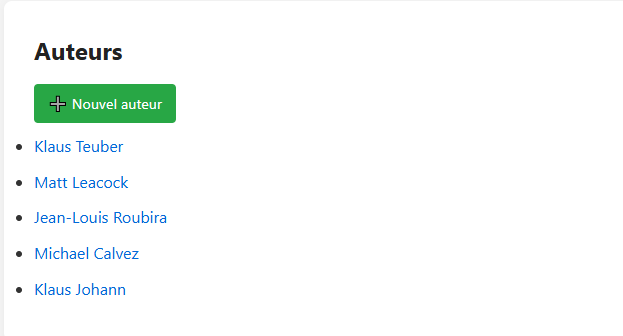 Auteurs
Nouvel auteur
Klaus Teuber
Matt Leacock
Jean-Louis Roubira
Michael Calvez
Klaus Johann